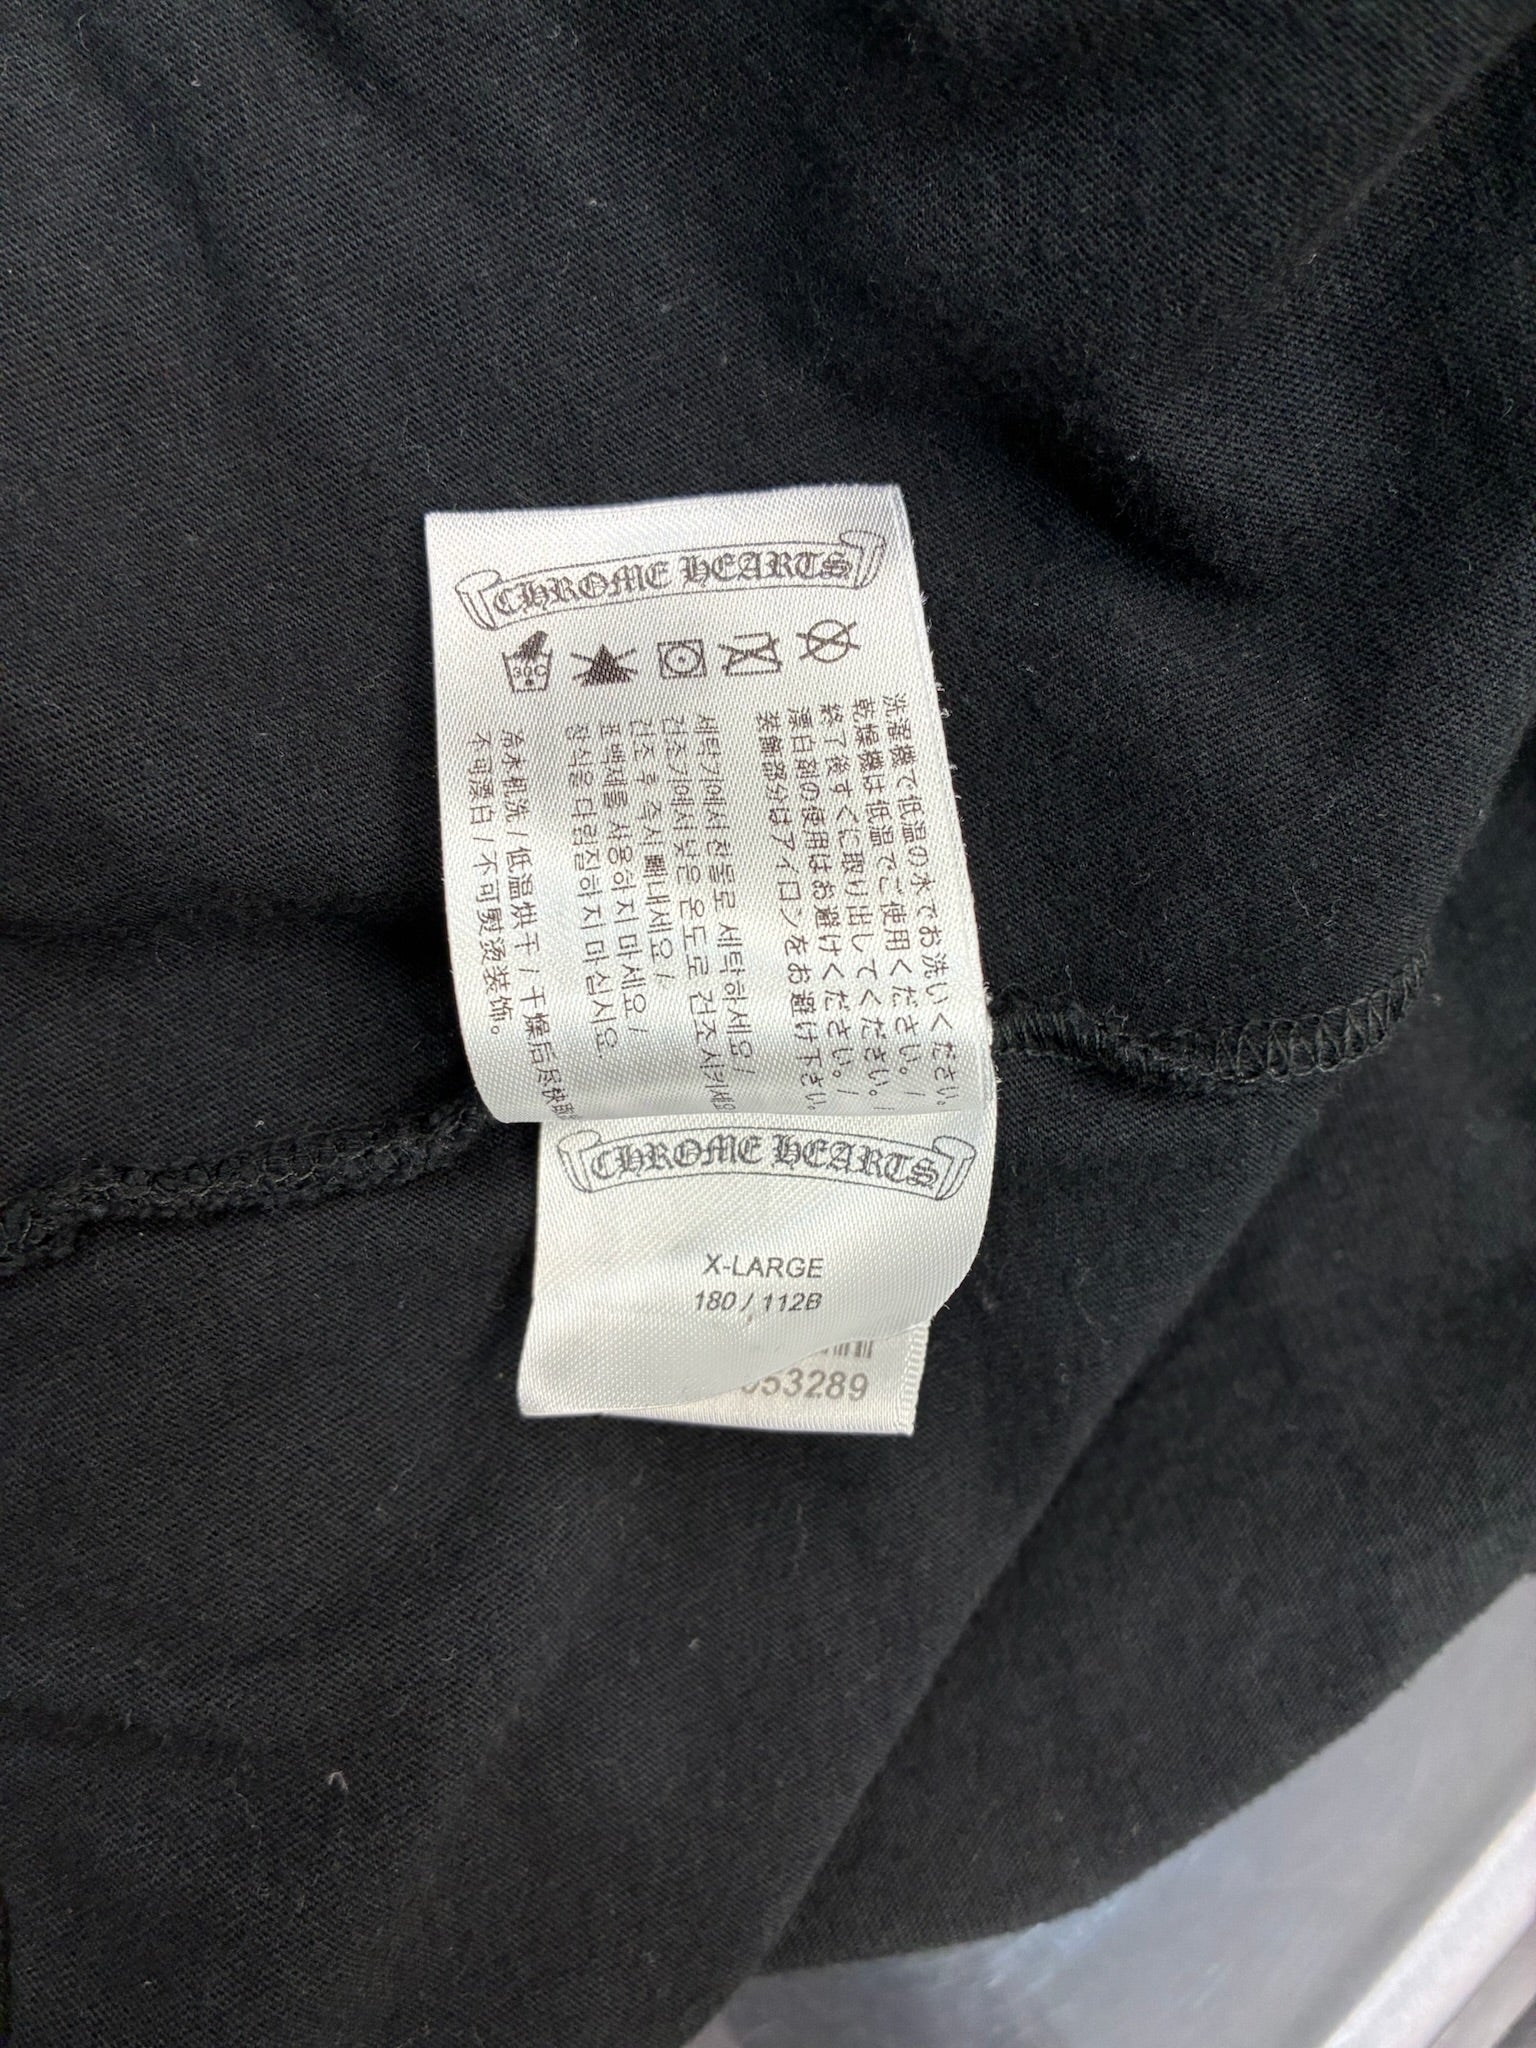 CHROME HEARTS
30C
洗濯機で低温の水でお洗いください。
乾燥機は低温でご使用ください。/
終了後すぐに取り出してください。/
漂白剤の使用はお避けください。/
装飾部分はアイロンをお避け下さい。
세탁기에서 찬물로 세탁하세요/
건조기에서 낮은 온도로 건조시키세요
건조 후 즉시 빼내세요/
표백제를 사용하지 마세요/
장식을 다림질하지 마십시오.
冷水机洗/低温烘干/干燥后尽快
不可漂白/不可熨烫装饰。
CHROME HEARTS
X-LARGE
180 / 112B
53289